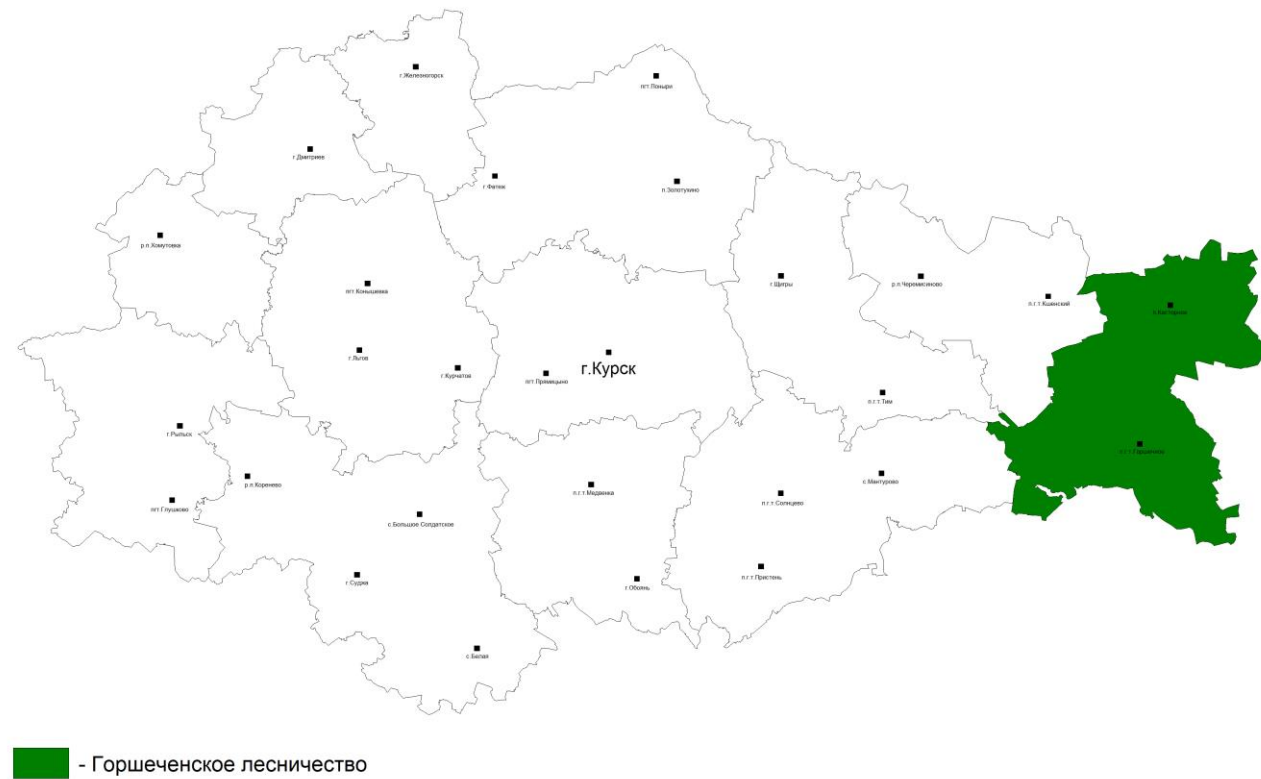 г.Железногорск
пгт.Поныри
г.Дмитриев
г.Фатеж
п.Золотухино
р.п.Хомутовка
пгт.Конышевка
г.Щигры
р.п.Черемисиново
п.г.т.Кшенский
п.Касторное
г.Льгов
г.Курчатов
пгт.Прямицыно
г.Курск
п.г.т.Тим
г.Рыльск
п.г.т.Горшечное
р.п.Коренево
п.г.т.Медвенка
п.г.т.Солнцево
с.Мантурово
пгт.Глушково
с.Большое Солдатское
г.Суджа
г.Обоянь
п.г.т.Пристень
с.Белая
- Горшеченское лесничество